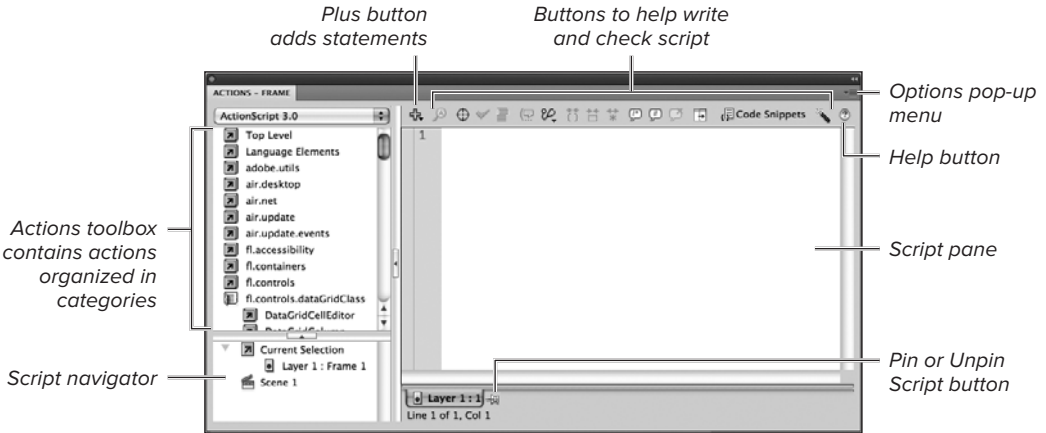 Plus button
adds statements
Buttons to help write
and check script
ACTIONS – FRAME
Options pop-up
menu
ActionScript 3.0
Code Snippets
1
Help button
Top Level
Language Elements
adobe.utils
air.desktop
air.net
air.update
air.update.events
fl.accessibility
fl.containers
fl.controls
fl.controls.dataGridClass
DataGridCellEditor
DataGridColumn
Actions toolbox
contains actions
organized in
categories
Script pane
Script navigator
Current Selection
Layer 1 : Frame 1
Scene 1
Pin or Unpin
Script button
Layer 1 : 1
Line 1 of 1, Col 1